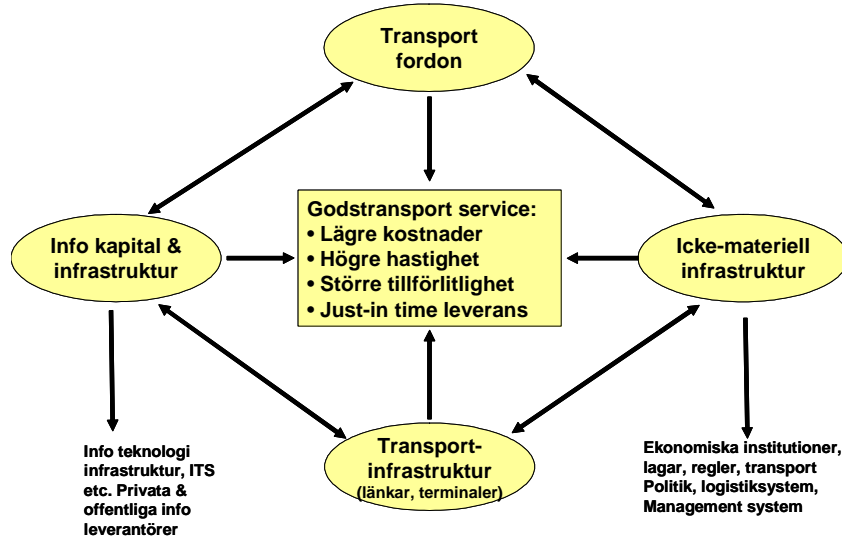 Transport
fordon
Godstransport service:
• Lägre kostnader
• Högre hastighet
• Större tillförlitlighet
• Just-in time leverans
Info kapital &
infrastruktur
Icke-materiell
infrastruktur
Transport-
infrastruktur
(länkar, terminaler)
Info teknologi
infrastruktur, ITS
etc. Privata &
offentliga info
leverantörer
Ekonomiska institutioner,
lagar, regler, transport
Politik, logistiksystem,
Management system